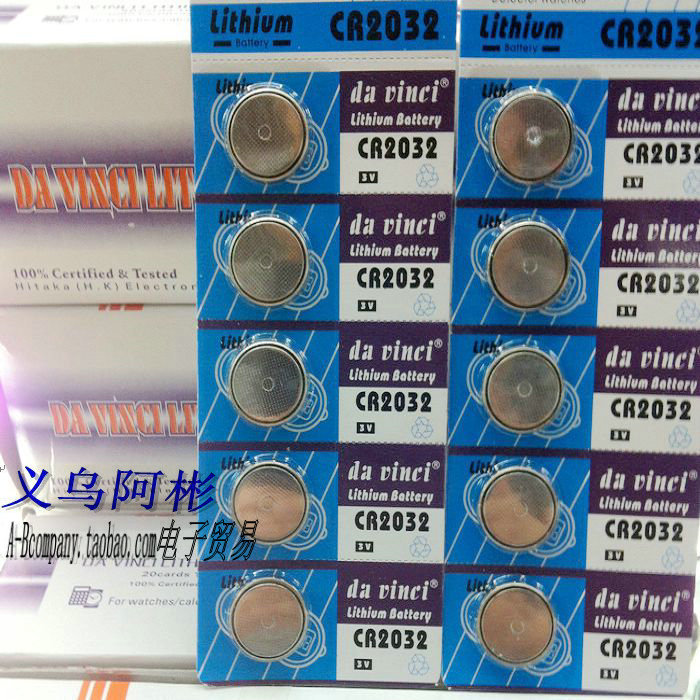 Lithium
Battery
CR2032
Lithium
Battery
CR2032
da vinci®
Lithium Battery
CR2032
3V
da vinci®
Lithium Battery
CR2032
3V
da vinci®
Lithium Battery
CR2032
3V
da vinci®
Lithium Battery
CR2032
3V
da vinci®
Lithium Battery
CR2032
3V
da vinci®
Lithium Battery
CR2032
3V
da vinci®
Lithium Battery
CR2032
3V
da vinci®
Lithium Battery
CR2032
3V
da vinci®
Lithium Battery
CR2032
3V
da vinci®
Lithium Battery
CR2032
3V
DA VINCI LIT
100% Certified & Tested
Hitaka (H.K) Electron
DA VINCI LIT
义乌阿彬
A-Bcompany.taobao.com电子贸易
DA VINCI LITH
20cards
100% Certified
For watches/calc